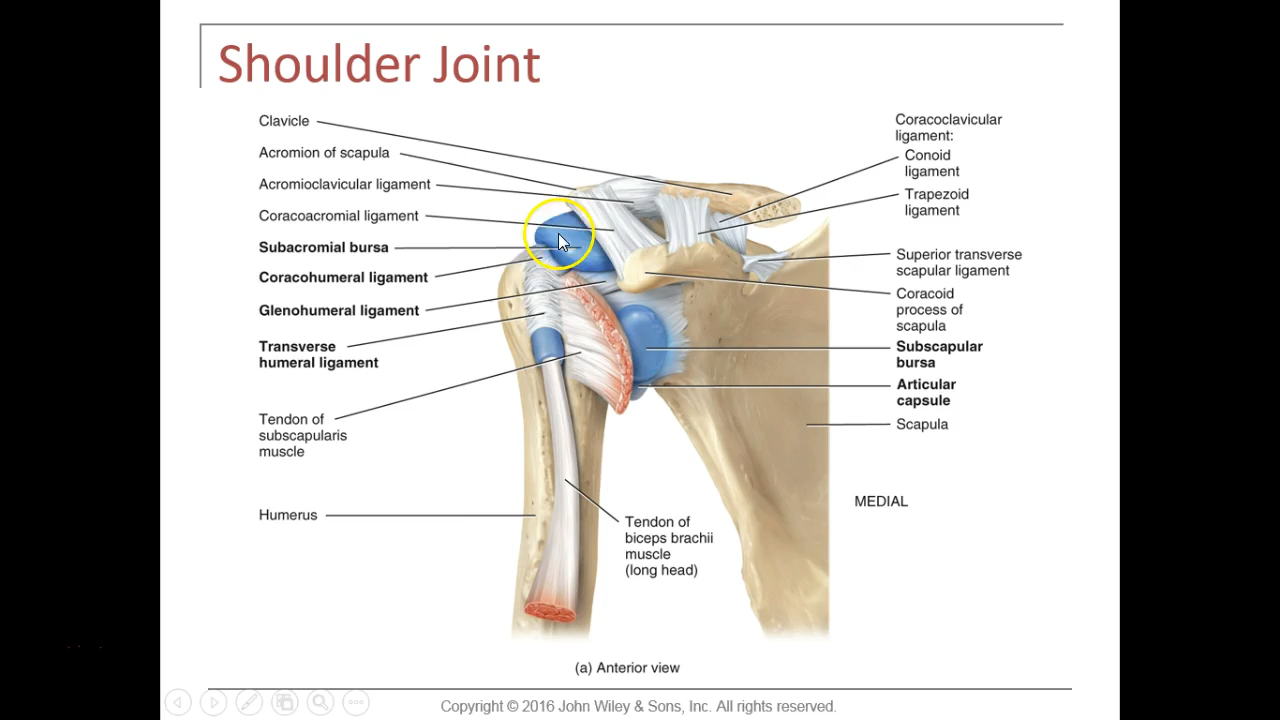 Shoulder Joint
Clavicle
Acromion of scapula
Acromioclavicular ligament
Coracoacromial ligament
Subacromial bursa
Coracohumeral ligament
Glenohumeral ligament
Transverse
humeral ligament
Tendon of
subscapularis
muscle
Humerus
Coracoclavicular
ligament:
Conoid
ligament
Trapezoid
ligament
Superior transverse
scapular ligament
Coracoid
process of
scapula
Subscapular
bursa
Articular
capsule
Scapula
MEDIAL
Tendon of
biceps brachii
muscle
(long head)
(a) Anterior view
Copyright © 2016 John Wiley & Sons, Inc. All rights reserved.